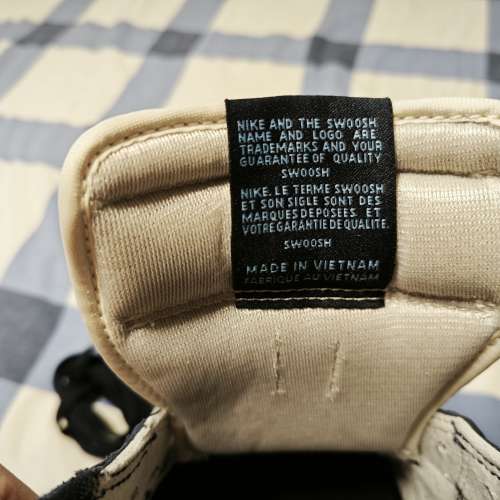 NIKE AND THE SWOOSH
NAME AND LOGO ARE
TRADEMARKS AND YOUR
GUARANTEE OF QUALITY
SWOOSH
NIKE. LE TERME SWOOSH
ET SON SIGLE SONT DES
MARQUES DEPOSEES. ET
VOTRE GARANTIE DE QUALITE.
SWOOSH
MADE IN VIETNAM
FABRIQUE AU VIETNAM